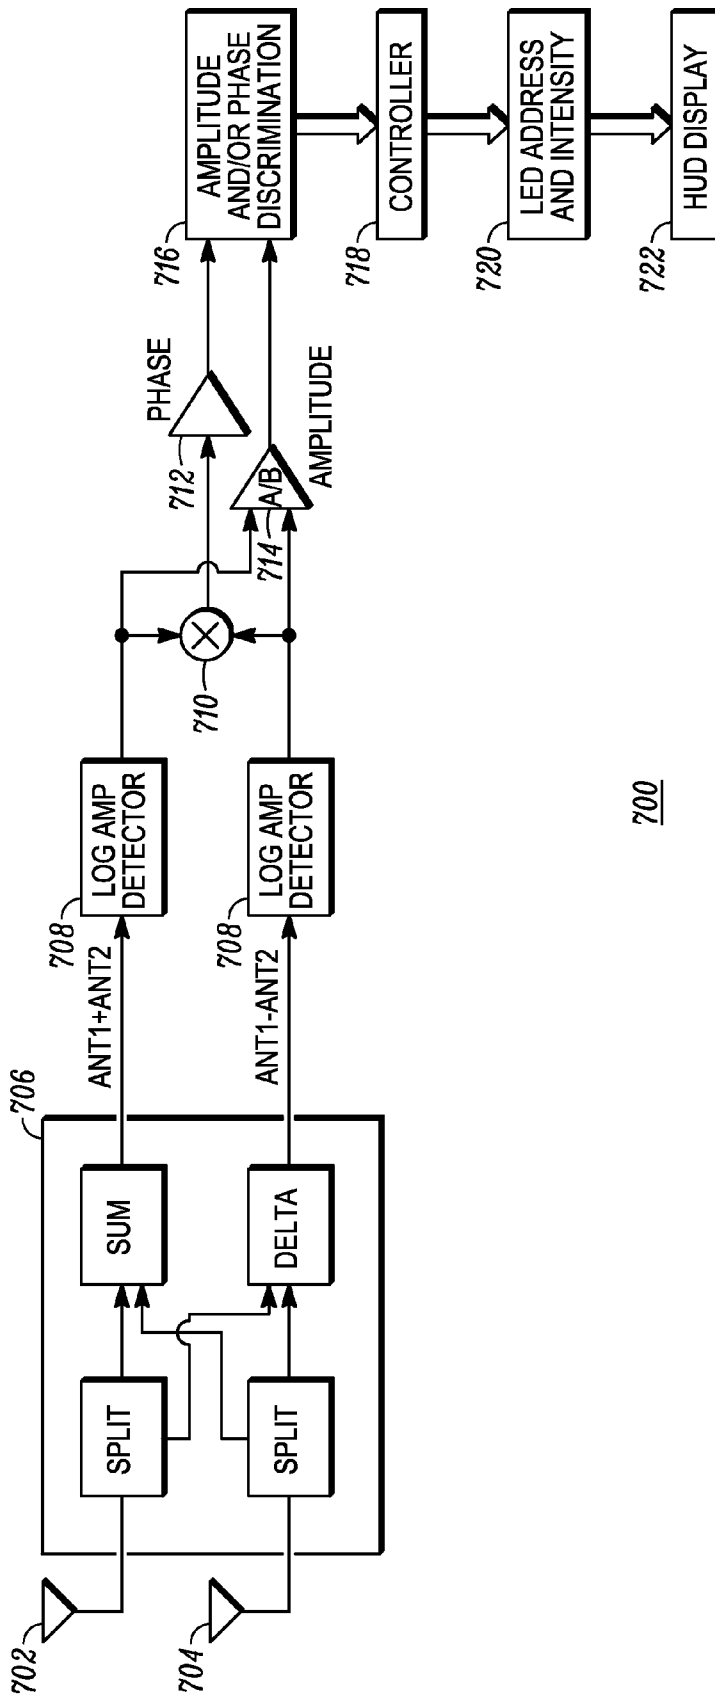 702
704
706
SPLIT
SPLIT
SUM
DELTA
ANT1+ANT2
ANT1-ANT2
708
LOG AMP
DETECTOR
708
LOG AMP
DETECTOR
710
712
PHASE
714
A/B
AMPLITUDE
716
AMPLITUDE
AND/OR PHASE
DISCRIMINATION
718
CONTROLLER
720
LED ADDRESS
AND INTENSITY
722
HUD DISPLAY
700